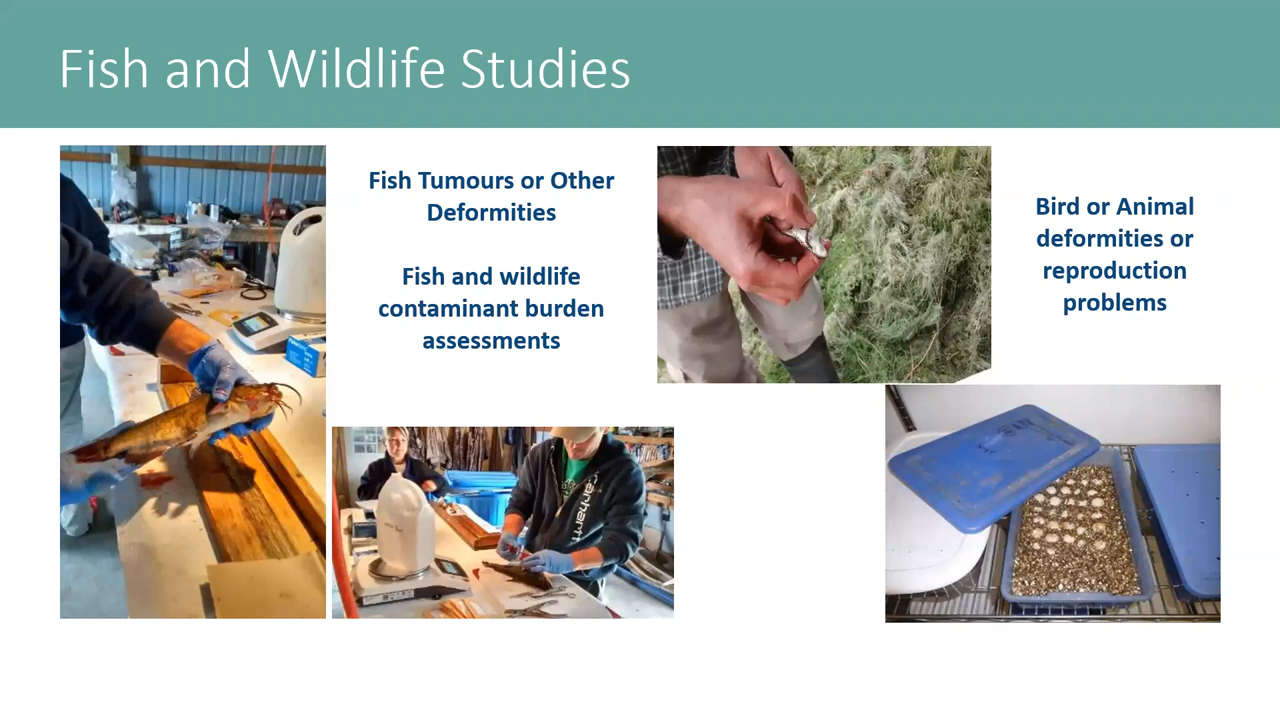 Fish and Wildlife Studies
Fish Tumours or Other
Deformities
Fish and wildlife
contaminant burden
assessments
Bird or Animal
deformities or
reproduction
problems
carhartt